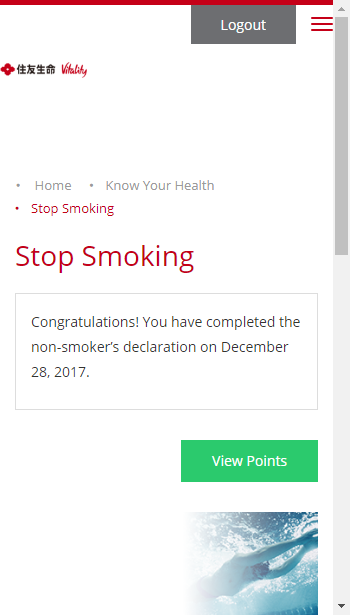 Logout
住友生命 Vitality
• Home • Know Your Health
• Stop Smoking
Stop Smoking
Congratulations! You have completed the
non-smoker's declaration on December
28, 2017.
View Points